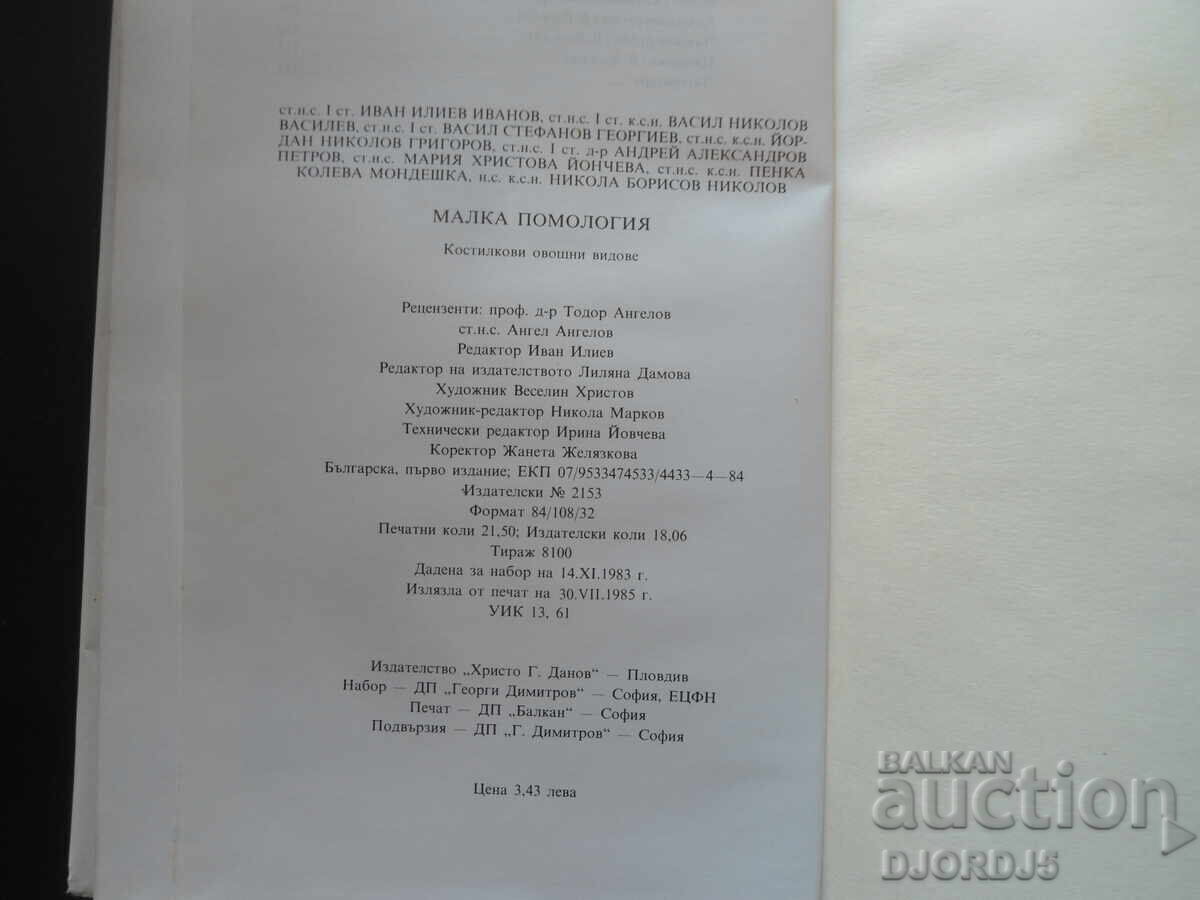 ст.н.с. I ст. ИВАН ИЛИЕВ ИВАНОВ, ст.н.с. I ст. к.с.н. ВАСИЛ НИКОЛОВ
ВАСИЛЕВ, ст.н.с. I ст. ВАСИЛ СТЕФАНОВ ГЕОРГИЕВ, ст.н.с. к.с.н. ЙОР-
ДАН НИКОЛОВ ГРИГОРОВ, ст.н.с. I ст. д-р АНДРЕЙ АЛЕКСАНДРОВ
ПЕТРОВ, ст.н.с. МАРИЯ ХРИСТОВА ЙОНЧЕВА, ст.н.с. к.с.н. ПЕНКА
КОЛЕВА МОНДЕШКА, н.с. к.с.н. НИКОЛА БОРИСОВ НИКОЛОВ
МАЛКА ПОМОЛОГИЯ
Костилкови овошни видове
Рецензенти: проф. д-р Тодор Ангелов
ст.н.с. Ангел Ангелов
Редактор Иван Илиев
Редактор на издателството Лиляна Дамова
Художник Веселин Христов
Художник-редактор Никола Марков
Технически редактор Ирина Йовчева
Коректор Жанета Желязкова
Българска, първо издание; ЕКП 07/9533474533/4433—4—84
Издателски № 2153
Формат 84/108/32
Печатни коли 21,50; Издателски коли 18,06
Тираж 8100
Дадена за набор на 14.XI.1983 г.
Излязла от печат на 30.VII.1985 г.
УИК 13, 61
Издателство „Христо Г. Данов“ — Пловдив
Набор — ДП „Георги Димитров“ — София, ЕЦФН
Печат — ДП „Балкан“ — София
Подвързия — ДП „Г. Димитров“ — София
Цена 3,43 лева
BALKAN
auction
DJORDJ5